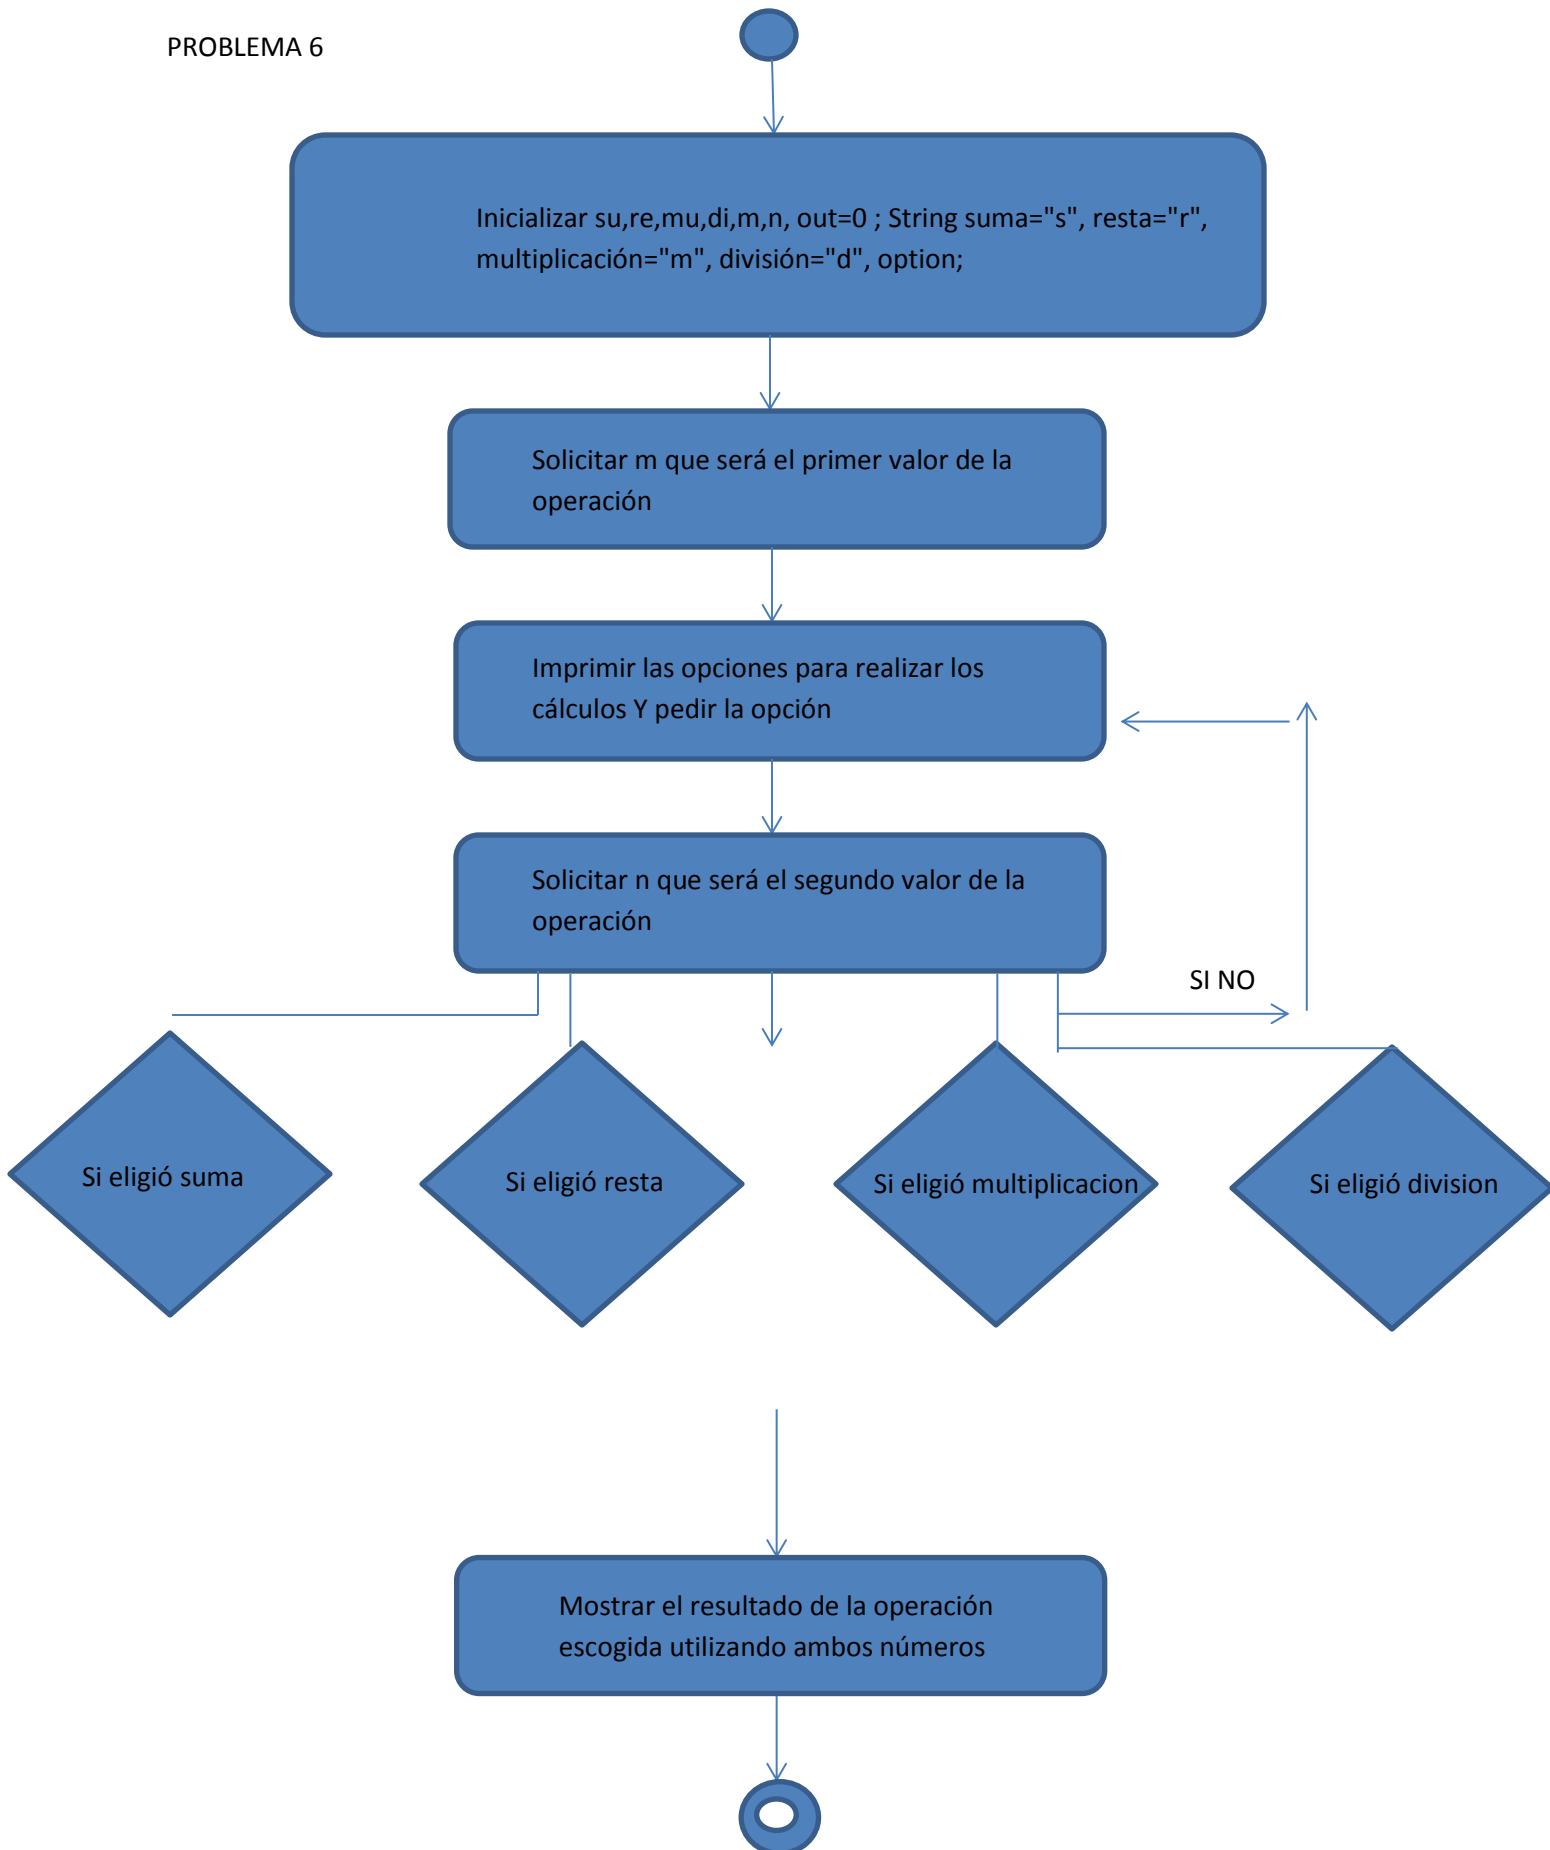 PROBLEMA 6
Inicializar su,re,mu,di,m,n, out=0 ; String suma="s", resta="r",
multiplicación="m", división="d", option;
Solicitar m que será el primer valor de la
operación
Imprimir las opciones para realizar los
cálculos Y pedir la opción
Solicitar n que será el segundo valor de la
operación
SI NO
Si eligió suma
Si eligió resta
Si eligió multiplicacion
Si eligió division
Mostrar el resultado de la operación
escogida utilizando ambos números